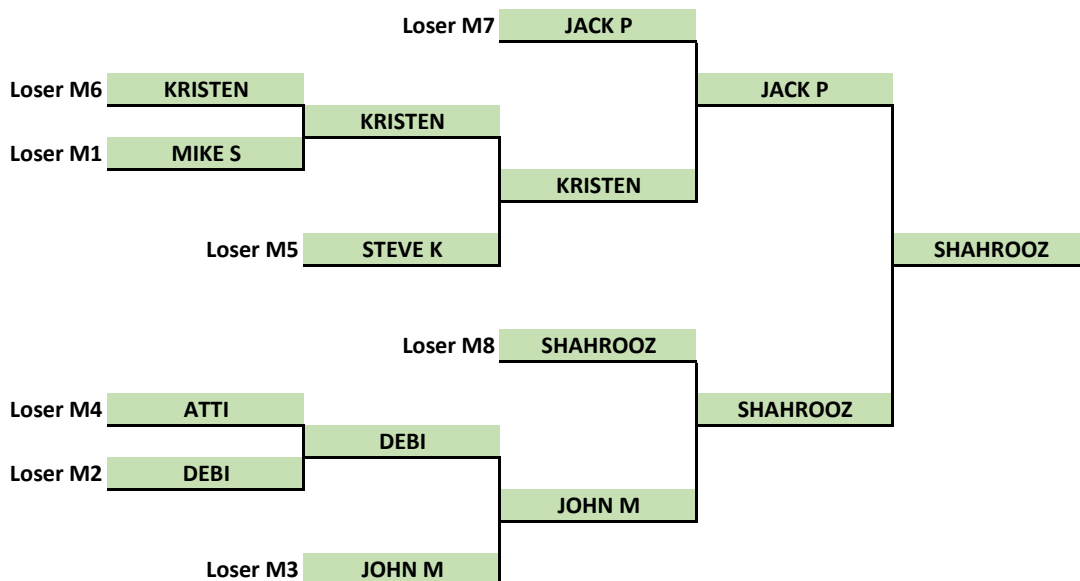 Loser M7 JACK P
Loser M6 KRISTEN JACK P
KRISTEN
Loser M1 MIKE S
KRISTEN
Loser M5 STEVE K SHAHROOZ
Loser M8 SHAHROOZ
Loser M4 ATTI SHAHROOZ
DEBI
Loser M2 DEBI
JOHN M
Loser M3 JOHN M